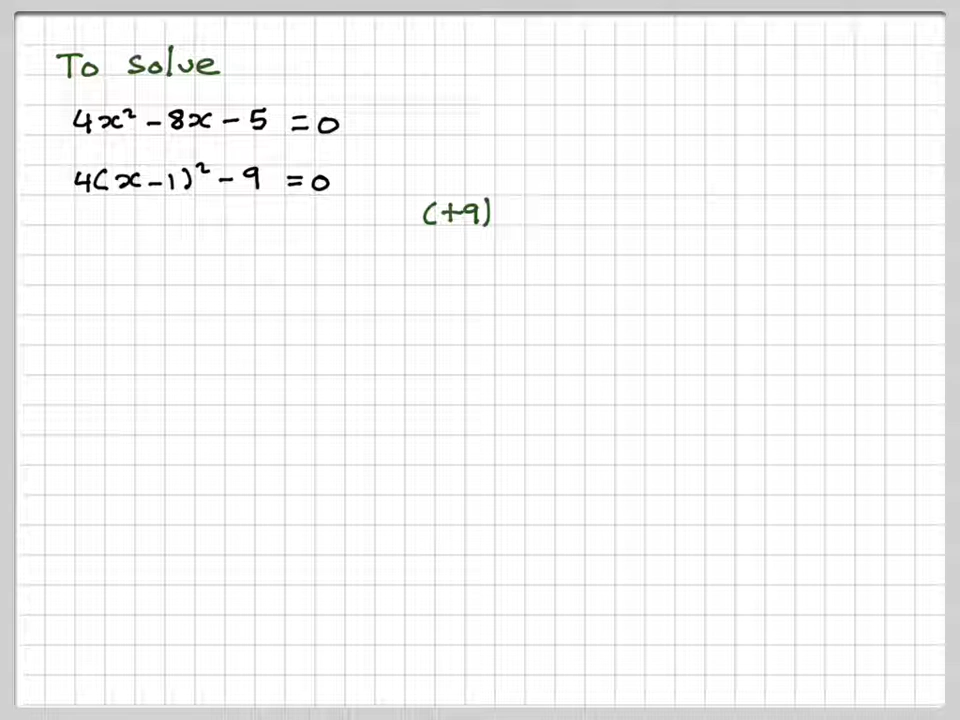 To solve
4x² - 8x - 5 = 0
4(x - 1)² - 9 = 0
(+9)